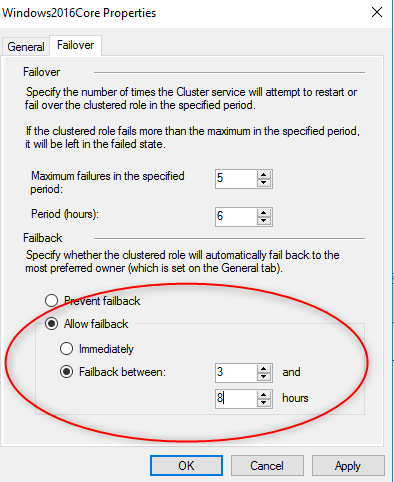 Windows2016Core Properties
General Failover
Failover
Specify the number of times the Cluster service will attempt to restart or
fail over the clustered role in the specified period.
If the clustered role fails more than the maximum in the specified period,
it will be left in the failed state.
Maximum failures in the specified
period:
5
Period (hours): 6
Failback
Specify whether the clustered role will automatically fail back to the
most preferred owner (which is set on the General tab).
Prevent failback
Allow failback
Immediately
Failback between: 3 and
8 hours
OK Cancel Apply